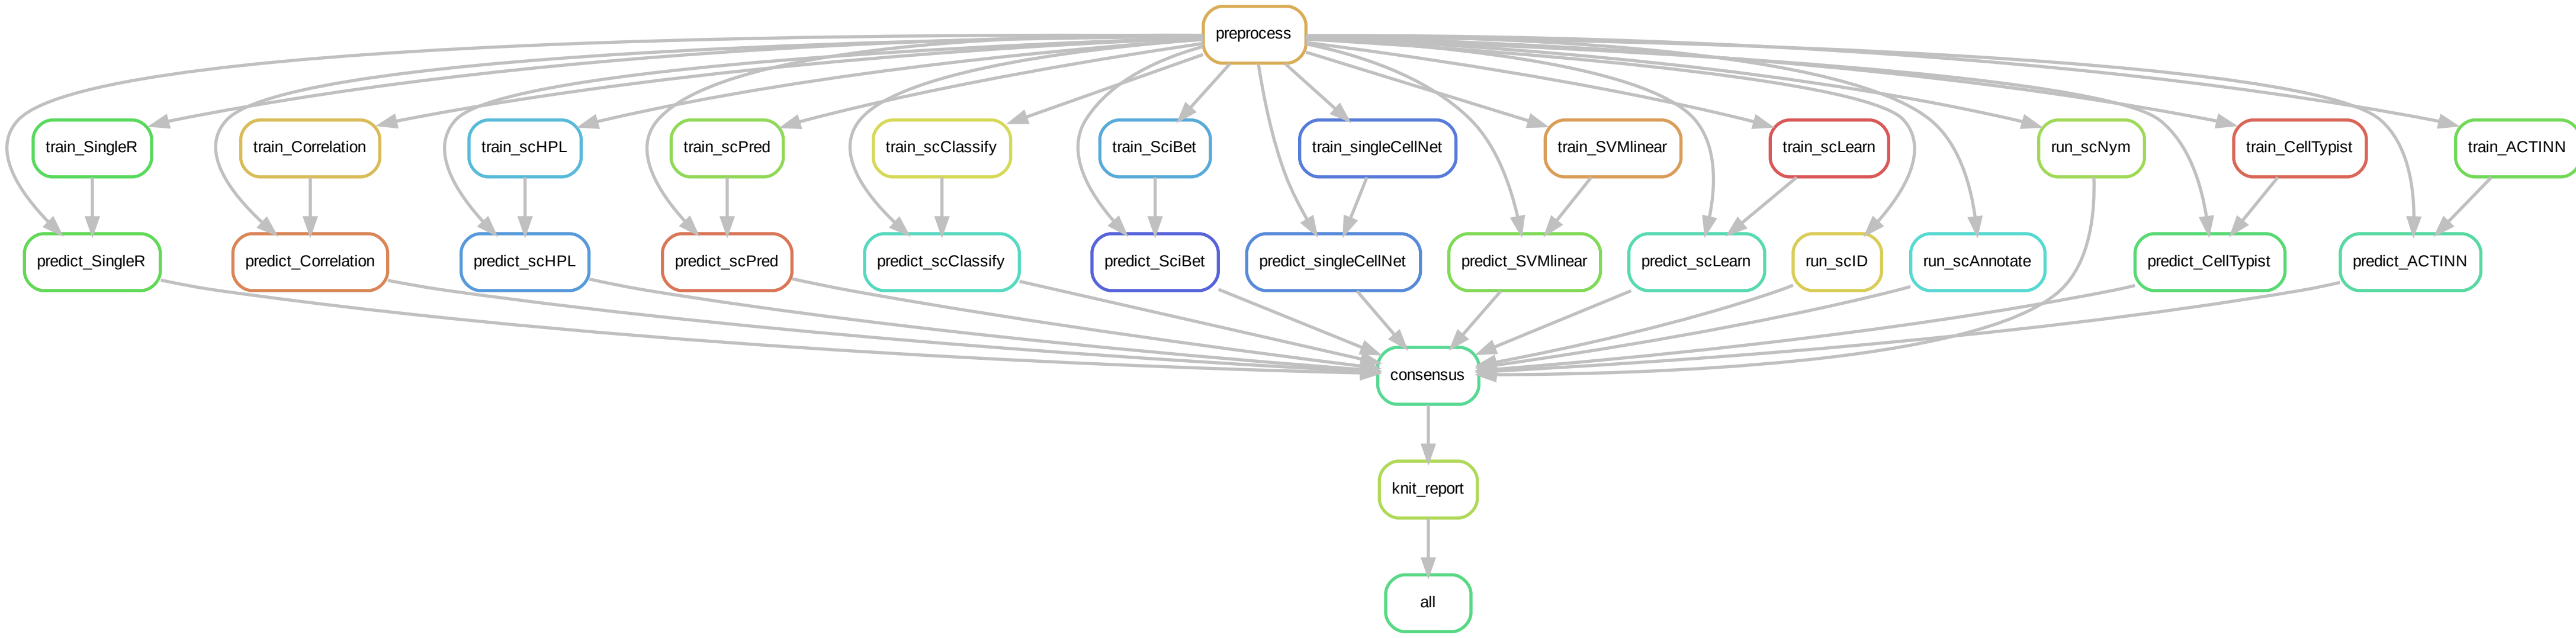 preprocess
train_SingleR
train_Correlation
train_scHPL
train_scPred
train_scClassify
train_SciBet
train_singleCellNet
train_SVMlinear
train_scLearn
run_scNym
train_CellTypist
train_ACTINN
predict_SingleR
predict_Correlation
predict_scHPL
predict_scPred
predict_scClassify
predict_SciBet
predict_singleCellNet
predict_SVMlinear
predict_scLearn
run_scID
run_scAnnotate
predict_CellTypist
predict_ACTINN
consensus
knit_report
all